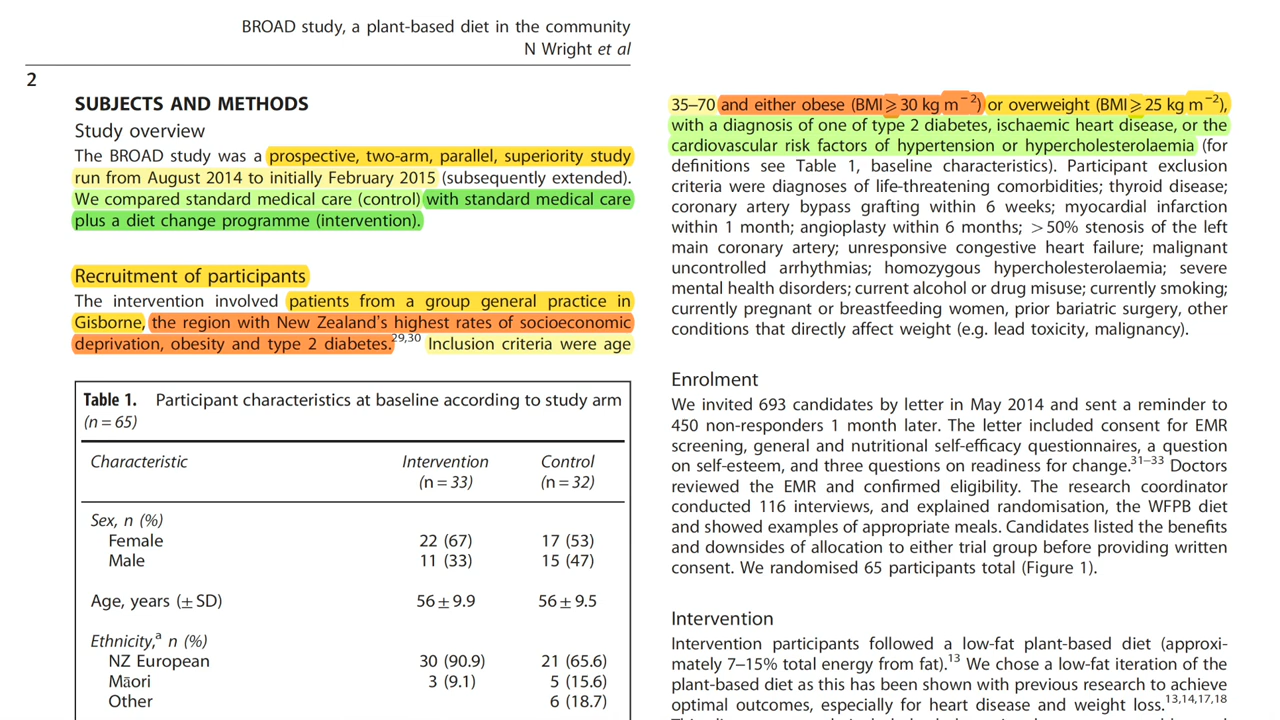 BROAD study, a plant-based diet in the community
N Wright et al
2
SUBJECTS AND METHODS
Study overview
The BROAD study was a prospective, two-arm, parallel, superiority study
run from August 2014 to initially February 2015 (subsequently extended).
We compared standard medical care (control) with standard medical care
plus a diet change programme (intervention).
Recruitment of participants
The intervention involved patients from a group general practice in
Gisborne, the region with New Zealand's highest rates of socioeconomic
deprivation, obesity and type 2 diabetes.29,30 Inclusion criteria were age
Table 1. Participant characteristics at baseline according to study arm
(n = 65)
Characteristic Intervention Control
(n = 33) (n = 32)
Sex, n (%)
Female 22 (67) 17 (53)
Male 11 (33) 15 (47)
Age, years (± SD) 56 ± 9.9 56 ± 9.5
Ethnicity,a n (%)
NZ European 30 (90.9) 21 (65.6)
Māori 3 (9.1) 5 (15.6)
Other 6 (18.7)
35–70 and either obese (BMI ⩾ 30 kg m−2) or overweight (BMI ⩾ 25 kg m−2),
with a diagnosis of one of type 2 diabetes, ischaemic heart disease, or the
cardiovascular risk factors of hypertension or hypercholesterolaemia (for
definitions see Table 1, baseline characteristics). Participant exclusion
criteria were diagnoses of life-threatening comorbidities; thyroid disease;
coronary artery bypass grafting within 6 weeks; myocardial infarction
within 1 month; angioplasty within 6 months; >50% stenosis of the left
main coronary artery; unresponsive congestive heart failure; malignant
uncontrolled arrhythmias; homozygous hypercholesterolaemia; severe
mental health disorders; current alcohol or drug misuse; currently smoking;
currently pregnant or breastfeeding women, prior bariatric surgery, other
conditions that directly affect weight (e.g. lead toxicity, malignancy).
Enrolment
We invited 693 candidates by letter in May 2014 and sent a reminder to
450 non-responders 1 month later. The letter included consent for EMR
screening, general and nutritional self-efficacy questionnaires, a question
on self-esteem, and three questions on readiness for change.31–33 Doctors
reviewed the EMR and confirmed eligibility. The research coordinator
conducted 116 interviews, and explained randomisation, the WFPB diet
and showed examples of appropriate meals. Candidates listed the benefits
and downsides of allocation to either trial group before providing written
consent. We randomised 65 participants total (Figure 1).
Intervention
Intervention participants followed a low-fat plant-based diet (approxi-
mately 7–15% total energy from fat).13 We chose a low-fat iteration of the
plant-based diet as this has been shown with previous research to achieve
optimal outcomes, especially for heart disease and weight loss.13,14,17,18